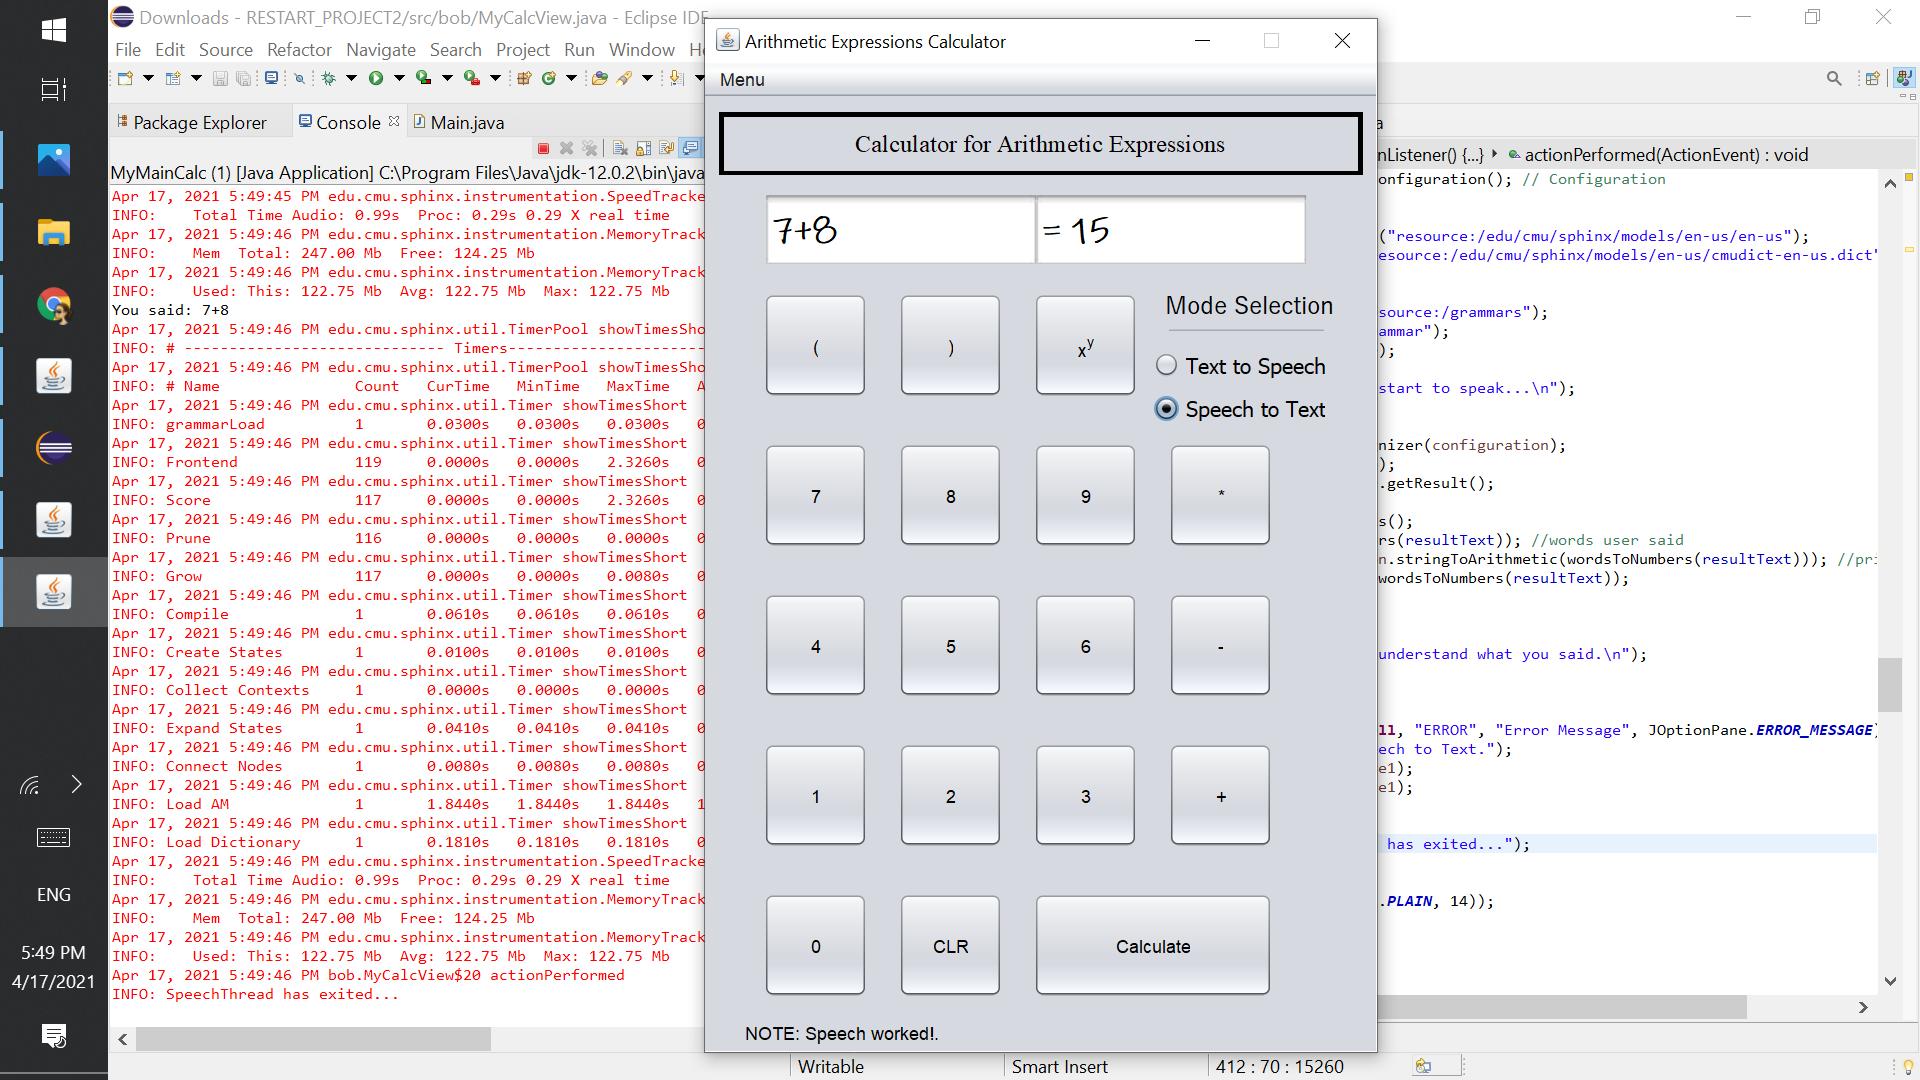 Downloads - RESTART_PROJECT2/src/bob/MyCalcView.java - Eclipse IDE
File Edit Source Refactor Navigate Search Project Run Window
Package Explorer Console Main.java
MyMainCalc (1) [Java Application] C:\Program Files\Java\jdk-12.0.2\bin\java
Apr 17, 2021 5:49:45 PM edu.cmu.sphinx.instrumentation.SpeedTracke
INFO: Total Time Audio: 0.99s Proc: 0.29s 0.29 X real time
Apr 17, 2021 5:49:46 PM edu.cmu.sphinx.instrumentation.MemoryTrack
INFO: Mem Total: 247.00 Mb Free: 124.25 Mb
Apr 17, 2021 5:49:46 PM edu.cmu.sphinx.instrumentation.MemoryTrack
INFO: Used: This: 122.75 Mb Avg: 122.75 Mb Max: 122.75 Mb
You said: 7+8
Apr 17, 2021 5:49:46 PM edu.cmu.sphinx.util.TimerPool showTimesSho
INFO: # ---------------------------- Timers----------------------
Apr 17, 2021 5:49:46 PM edu.cmu.sphinx.util.TimerPool showTimesSho
INFO: # Name Count CurTime MinTime MaxTime A
Apr 17, 2021 5:49:46 PM edu.cmu.sphinx.util.Timer showTimesShort
INFO: grammarLoad 1 0.0300s 0.0300s 0.0300s 0
Apr 17, 2021 5:49:46 PM edu.cmu.sphinx.util.Timer showTimesShort
INFO: Frontend 119 0.0000s 0.0000s 2.3260s 0
Apr 17, 2021 5:49:46 PM edu.cmu.sphinx.util.Timer showTimesShort
INFO: Score 117 0.0000s 0.0000s 2.3260s 0
Apr 17, 2021 5:49:46 PM edu.cmu.sphinx.util.Timer showTimesShort
INFO: Prune 116 0.0000s 0.0000s 0.0000s 0
Apr 17, 2021 5:49:46 PM edu.cmu.sphinx.util.Timer showTimesShort
INFO: Grow 117 0.0000s 0.0000s 0.0080s 0
Apr 17, 2021 5:49:46 PM edu.cmu.sphinx.util.Timer showTimesShort
INFO: Compile 1 0.0610s 0.0610s 0.0610s 0
Apr 17, 2021 5:49:46 PM edu.cmu.sphinx.util.Timer showTimesShort
INFO: Create States 1 0.0100s 0.0100s 0.0100s 0
Apr 17, 2021 5:49:46 PM edu.cmu.sphinx.util.Timer showTimesShort
INFO: Collect Contexts 1 0.0000s 0.0000s 0.0000s 0
Apr 17, 2021 5:49:46 PM edu.cmu.sphinx.util.Timer showTimesShort
INFO: Expand States 1 0.0410s 0.0410s 0.0410s 0
Apr 17, 2021 5:49:46 PM edu.cmu.sphinx.util.Timer showTimesShort
INFO: Connect Nodes 1 0.0080s 0.0080s 0.0080s 0
Apr 17, 2021 5:49:46 PM edu.cmu.sphinx.util.Timer showTimesShort
INFO: Load AM 1 1.8440s 1.8440s 1.8440s 1
Apr 17, 2021 5:49:46 PM edu.cmu.sphinx.util.Timer showTimesShort
INFO: Load Dictionary 1 0.1810s 0.1810s 0.1810s 0
Apr 17, 2021 5:49:46 PM edu.cmu.sphinx.instrumentation.SpeedTracke
INFO: Total Time Audio: 0.99s Proc: 0.29s 0.29 X real time
Apr 17, 2021 5:49:46 PM edu.cmu.sphinx.instrumentation.MemoryTrack
INFO: Mem Total: 247.00 Mb Free: 124.25 Mb
Apr 17, 2021 5:49:46 PM edu.cmu.sphinx.instrumentation.MemoryTrack
INFO: Used: This: 122.75 Mb Avg: 122.75 Mb Max: 122.75 Mb
Apr 17, 2021 5:49:46 PM bob.MyCalcView$20 actionPerformed
INFO: SpeechThread has exited...
Arithmetic Expressions Calculator
Menu
Calculator for Arithmetic Expressions
7+8 = 15
( ) xʸ
Mode Selection
Text to Speech
Speech to Text
7 8 9 *
4 5 6 -
1 2 3 +
0 CLR Calculate
NOTE: Speech worked!.
a
nListener() {...} actionPerformed(ActionEvent) : void
onfiguration(); // Configuration
("resource:/edu/cmu/sphinx/models/en-us/en-us");
esource:/edu/cmu/sphinx/models/en-us/cmudict-en-us.dict"
source:/grammars");
ammar");
);
start to speak...\n");
nizer(configuration);
);
.getResult();
s();
rs(resultText)); //words user said
n.stringToArithmetic(wordsToNumbers(resultText))); //pri
wordsToNumbers(resultText));
understand what you said.\n");
11, "ERROR", "Error Message", JOptionPane.ERROR_MESSAGE)
ech to Text.");
e1);
e1);
has exited...");
.PLAIN, 14));
Writable Smart Insert 412 : 70 : 15260
ENG
5:49 PM
4/17/2021